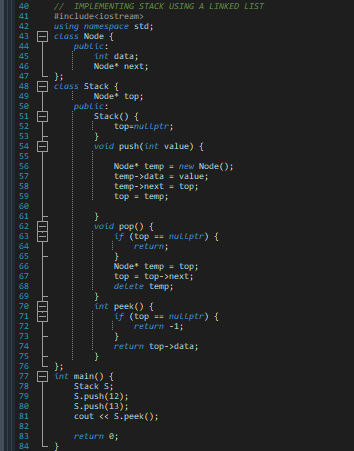 40 //  IMPLEMENTING STACK USING A LINKED LIST
41 #include<iostream>
42 using namespace std;
43 class Node {
44     public:
45         int data;
46         Node* next;
47 };
48 class Stack {
49         Node* top;
50     public:
51         Stack() {
52             top=nullptr;
53         }
54         void push(int value) {
55
56             Node* temp = new Node();
57             temp->data = value;
58             temp->next = top;
59             top = temp;
60
61         }
62         void pop() {
63             if (top == nullptr) {
64                 return;
65             }
66             Node* temp = top;
67             top = top->next;
68             delete temp;
69         }
70         int peek() {
71             if (top == nullptr) {
72                 return -1;
73             }
74             return top->data;
75         }
76 };
77 int main() {
78     Stack S;
79     S.push(12);
80     S.push(13);
81     cout << S.peek();
82
83     return 0;
84 }